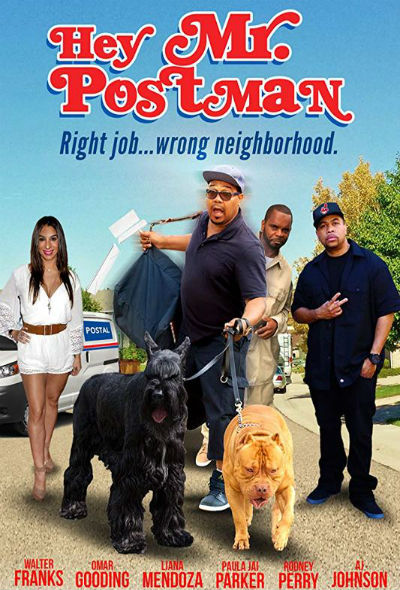 Hey Mr.
Postman
Right job...wrong neighborhood.
POSTAL
WALTER FRANKS
OMAR GOODING
LIANA MENDOZA
PAULA JAI PARKER
RODNEY PERRY
AJ JOHNSON